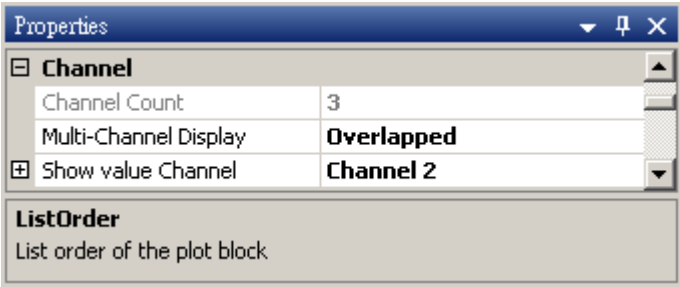 Properties
Channel
Channel Count 3
Multi-Channel Display Overlapped
Show value Channel Channel 2
ListOrder
List order of the plot block